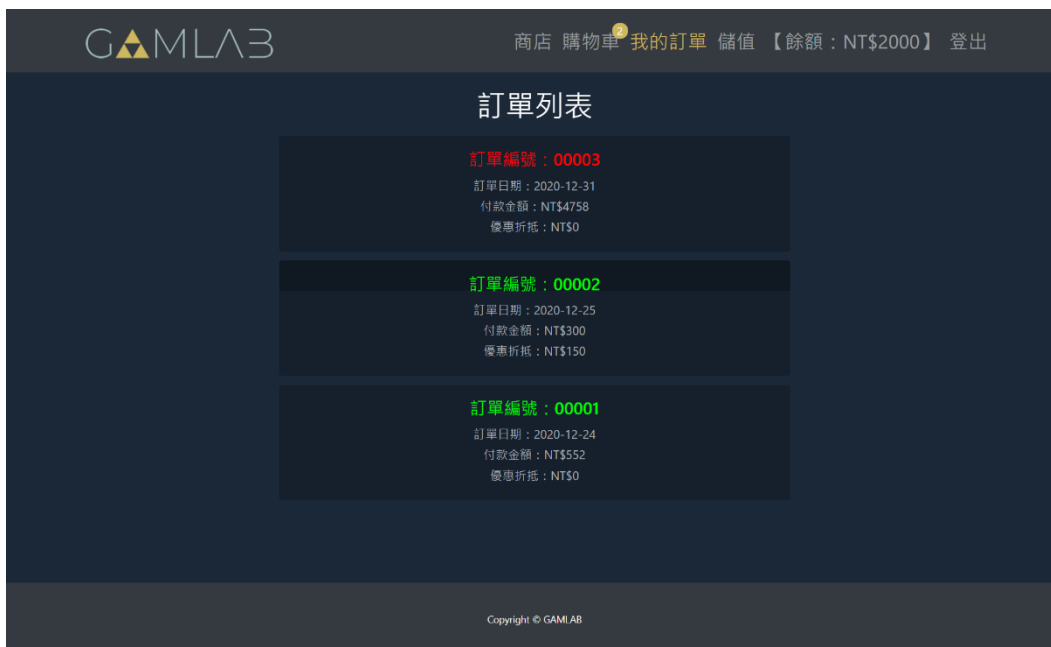 GAMLAB
商店 購物車 2 我的訂單 儲值 【餘額：NT$2000】 登出
訂單列表
訂單編號：00003
訂單日期：2020-12-31
付款金額：NT$4758
優惠折抵：NT$0
訂單編號：00002
訂單日期：2020-12-25
付款金額：NT$300
優惠折抵：NT$150
訂單編號：00001
訂單日期：2020-12-24
付款金額：NT$552
優惠折抵：NT$0
Copyright © GAMLAB